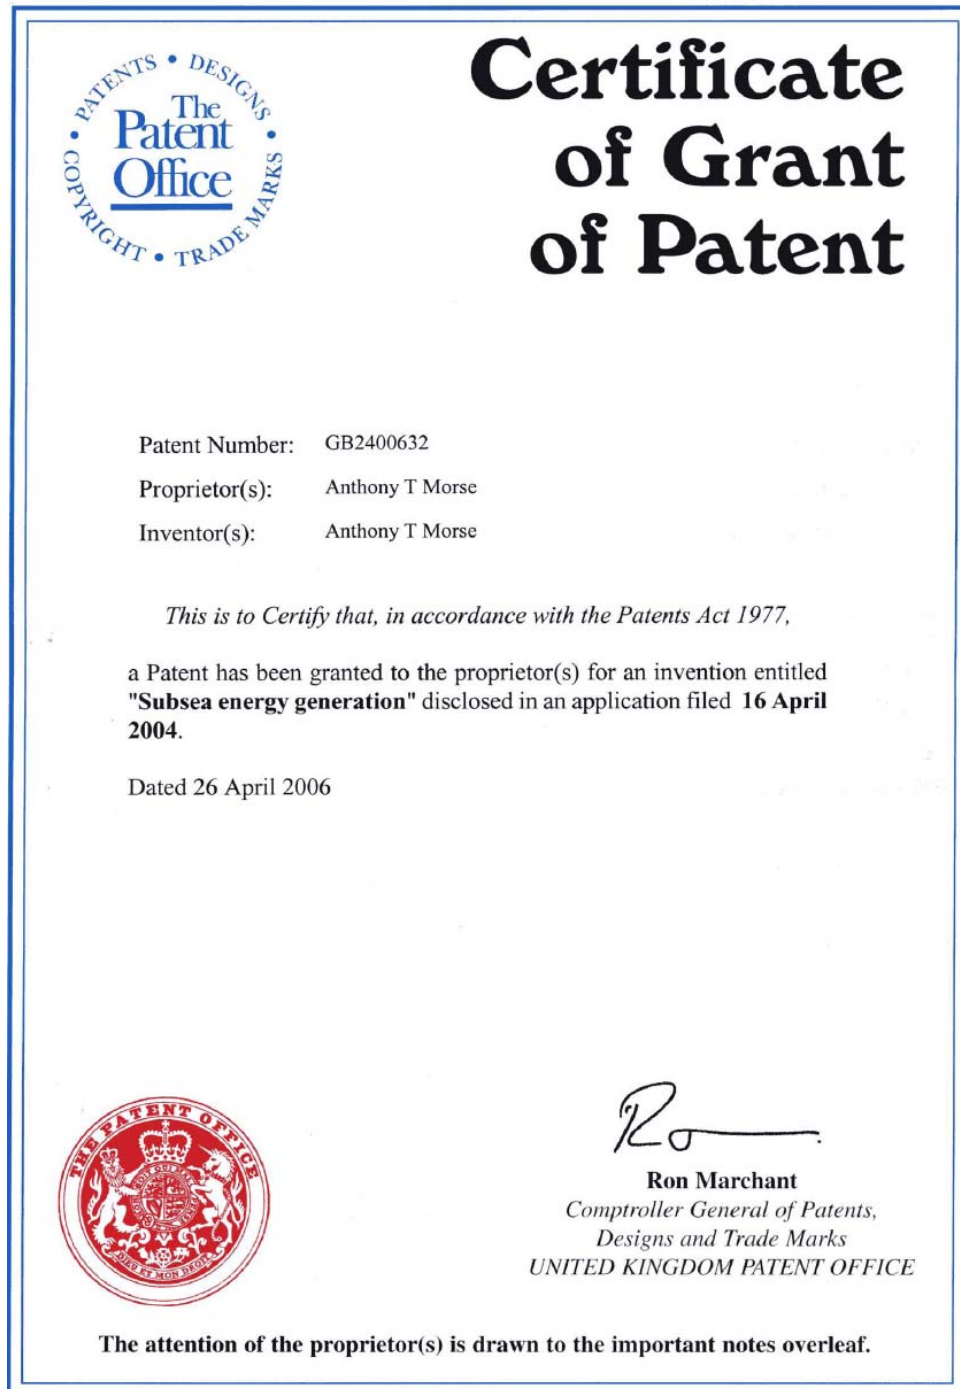 PATENTS • DESIGNS • TRADE MARKS • COPYRIGHT •
The
Patent
Office
Certificate
of Grant
of Patent
Patent Number: GB2400632
Proprietor(s): Anthony T Morse
Inventor(s): Anthony T Morse
This is to Certify that, in accordance with the Patents Act 1977,
a Patent has been granted to the proprietor(s) for an invention entitled
"Subsea energy generation" disclosed in an application filed 16 April
2004.
Dated 26 April 2006
THE PATENT OFFICE
DIEU ET MON DROIT
Ron Marchant
Comptroller General of Patents,
Designs and Trade Marks
UNITED KINGDOM PATENT OFFICE
The attention of the proprietor(s) is drawn to the important notes overleaf.